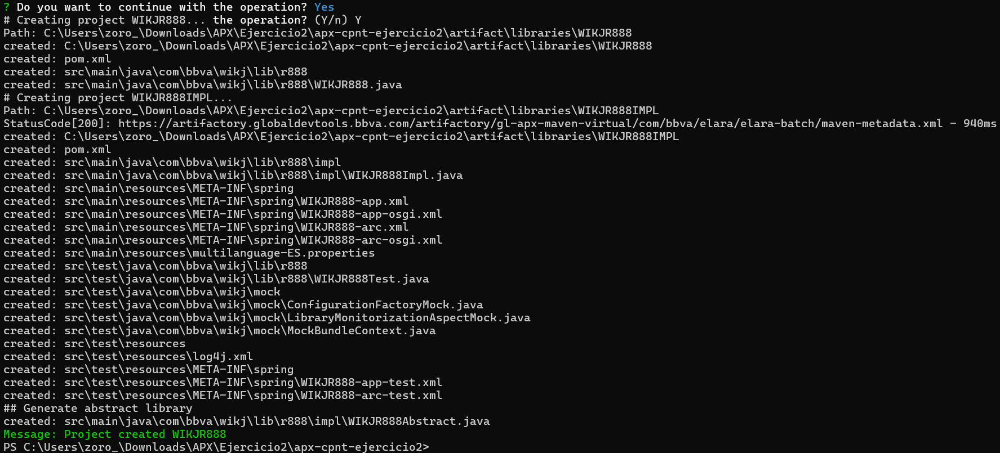 ? Do you want to continue with the operation? Yes
# Creating project WIKJR888... the operation? (Y/n) Y
Path: C:\Users\zoro_\Downloads\APX\Ejercicio2\apx-cpnt-ejercicio2\artifact\libraries\WIKJR888
created: C:\Users\zoro_\Downloads\APX\Ejercicio2\apx-cpnt-ejercicio2\artifact\libraries\WIKJR888
created: pom.xml
created: src\main\java\com\bbva\wikj\lib\r888
created: src\main\java\com\bbva\wikj\lib\r888\WIKJR888.java
# Creating project WIKJR888IMPL...
Path: C:\Users\zoro_\Downloads\APX\Ejercicio2\apx-cpnt-ejercicio2\artifact\libraries\WIKJR888IMPL
StatusCode[200]: https://artifactory.globaldevtools.bbva.com/artifactory/gl-apx-maven-virtual/com/bbva/elara/elara-batch/maven-metadata.xml - 940ms
created: C:\Users\zoro_\Downloads\APX\Ejercicio2\apx-cpnt-ejercicio2\artifact\libraries\WIKJR888IMPL
created: pom.xml
created: src\main\java\com\bbva\wikj\lib\r888\impl
created: src\main\java\com\bbva\wikj\lib\r888\impl\WIKJR888Impl.java
created: src\main\resources\META-INF\spring
created: src\main\resources\META-INF\spring\WIKJR888-app.xml
created: src\main\resources\META-INF\spring\WIKJR888-app-osgi.xml
created: src\main\resources\META-INF\spring\WIKJR888-arc.xml
created: src\main\resources\META-INF\spring\WIKJR888-arc-osgi.xml
created: src\main\resources\multilanguage-ES.properties
created: src\test\java\com\bbva\wikj\lib\r888
created: src\test\java\com\bbva\wikj\lib\r888\WIKJR888Test.java
created: src\test\java\com\bbva\wikj\mock
created: src\test\java\com\bbva\wikj\mock\ConfigurationFactoryMock.java
created: src\test\java\com\bbva\wikj\mock\LibraryMonitorizationAspectMock.java
created: src\test\java\com\bbva\wikj\mock\MockBundleContext.java
created: src\test\resources
created: src\test\resources\log4j.xml
created: src\test\resources\META-INF\spring
created: src\test\resources\META-INF\spring\WIKJR888-app-test.xml
created: src\test\resources\META-INF\spring\WIKJR888-arc-test.xml
## Generate abstract library
created: src\main\java\com\bbva\wikj\lib\r888\impl\WIKJR888Abstract.java
Message: Project created WIKJR888
PS C:\Users\zoro_\Downloads\APX\Ejercicio2\apx-cpnt-ejercicio2>